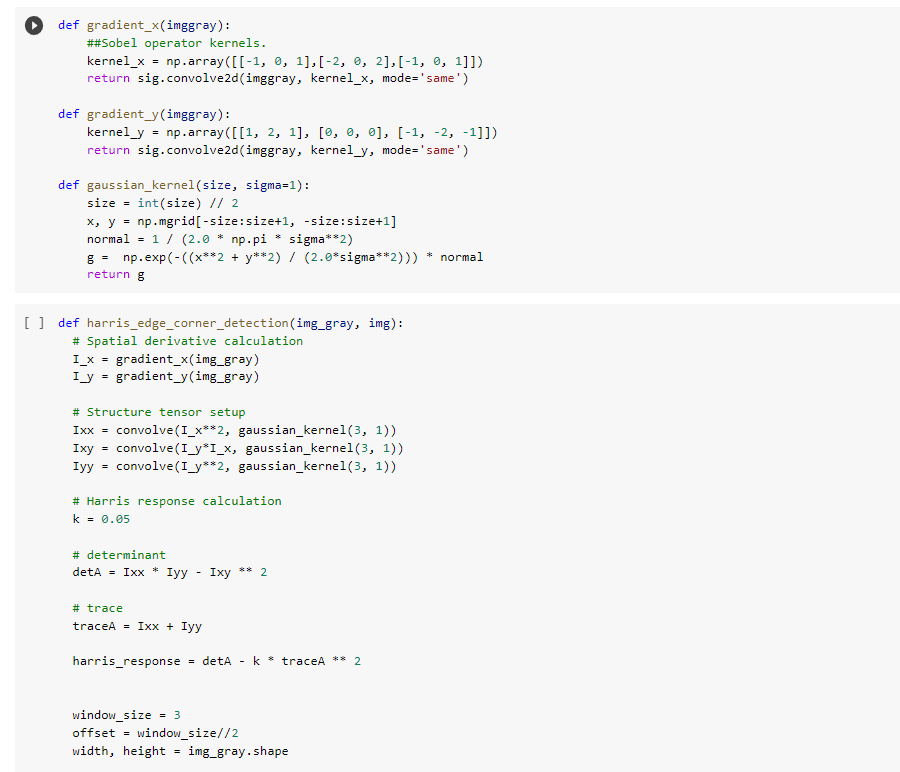 def gradient_x(imggray):
    ##Sobel operator kernels.
    kernel_x = np.array([[-1, 0, 1],[-2, 0, 2],[-1, 0, 1]])
    return sig.convolve2d(imggray, kernel_x, mode='same')

def gradient_y(imggray):
    kernel_y = np.array([[1, 2, 1], [0, 0, 0], [-1, -2, -1]])
    return sig.convolve2d(imggray, kernel_y, mode='same')

def gaussian_kernel(size, sigma=1):
    size = int(size) // 2
    x, y = np.mgrid[-size:size+1, -size:size+1]
    normal = 1 / (2.0 * np.pi * sigma**2)
    g =  np.exp(-((x**2 + y**2) / (2.0*sigma**2))) * normal
    return g

[ ] def harris_edge_corner_detection(img_gray, img):
  # Spatial derivative calculation
  I_x = gradient_x(img_gray)
  I_y = gradient_y(img_gray)

  # Structure tensor setup
  Ixx = convolve(I_x**2, gaussian_kernel(3, 1))
  Ixy = convolve(I_y*I_x, gaussian_kernel(3, 1))
  Iyy = convolve(I_y**2, gaussian_kernel(3, 1))

  # Harris response calculation
  k = 0.05

  # determinant
  detA = Ixx * Iyy - Ixy ** 2

  # trace
  traceA = Ixx + Iyy

  harris_response = detA - k * traceA ** 2

  window_size = 3
  offset = window_size//2
  width, height = img_gray.shape